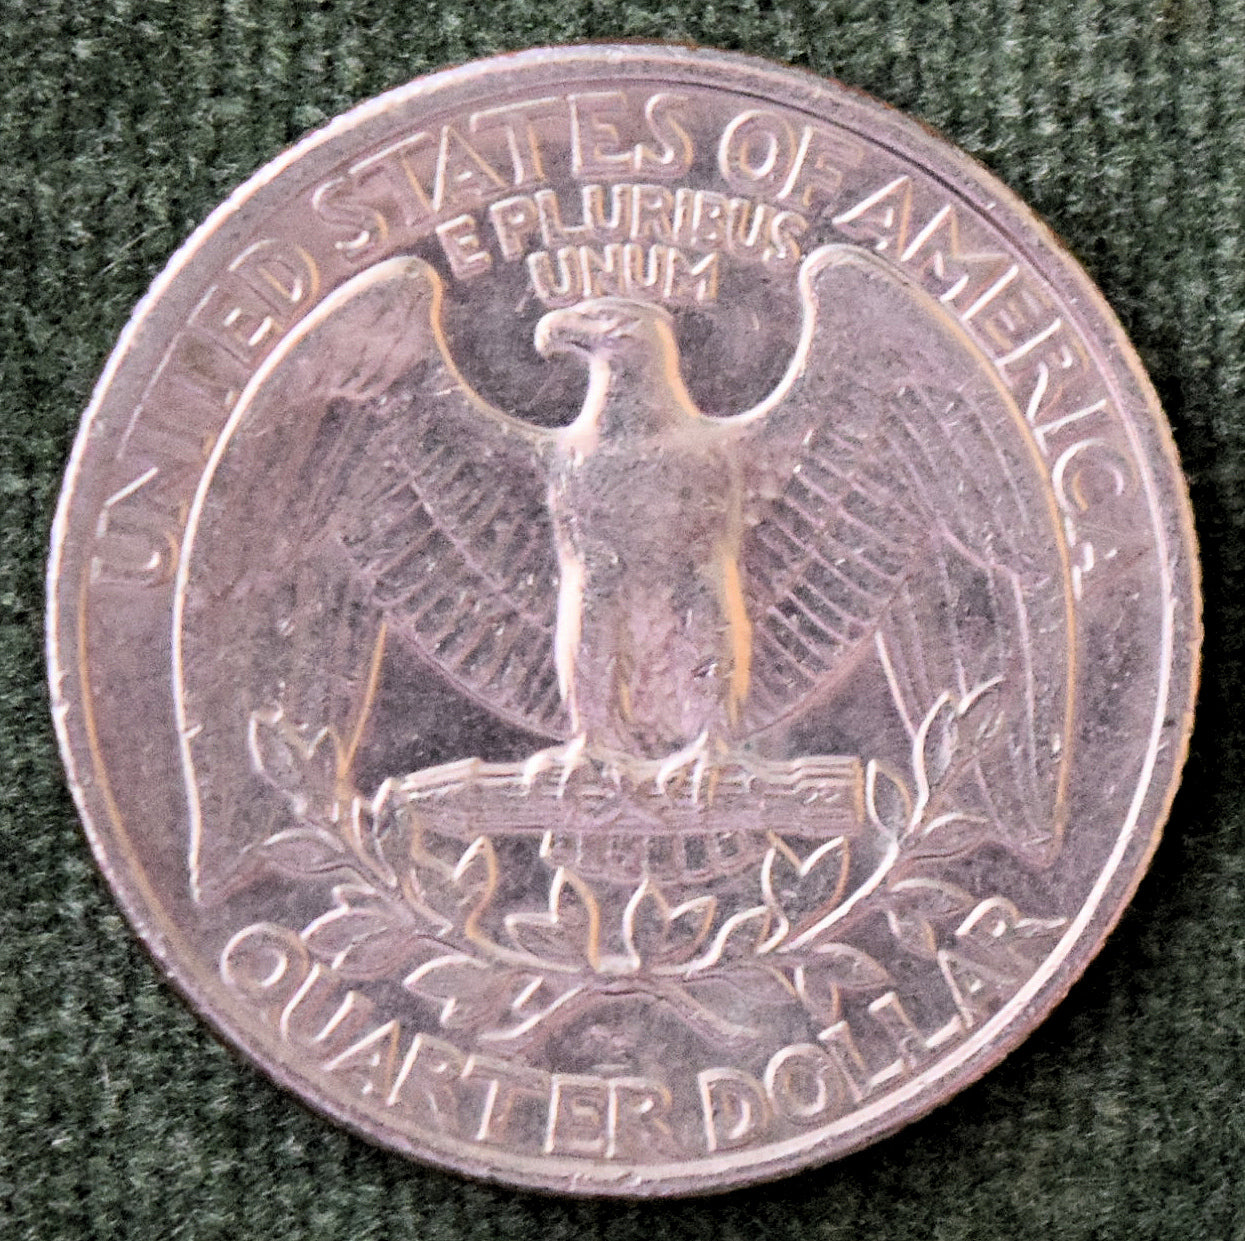 UNITED STATES OF AMERICA
E PLURIBUS
UNUM
QUARTER DOLLAR